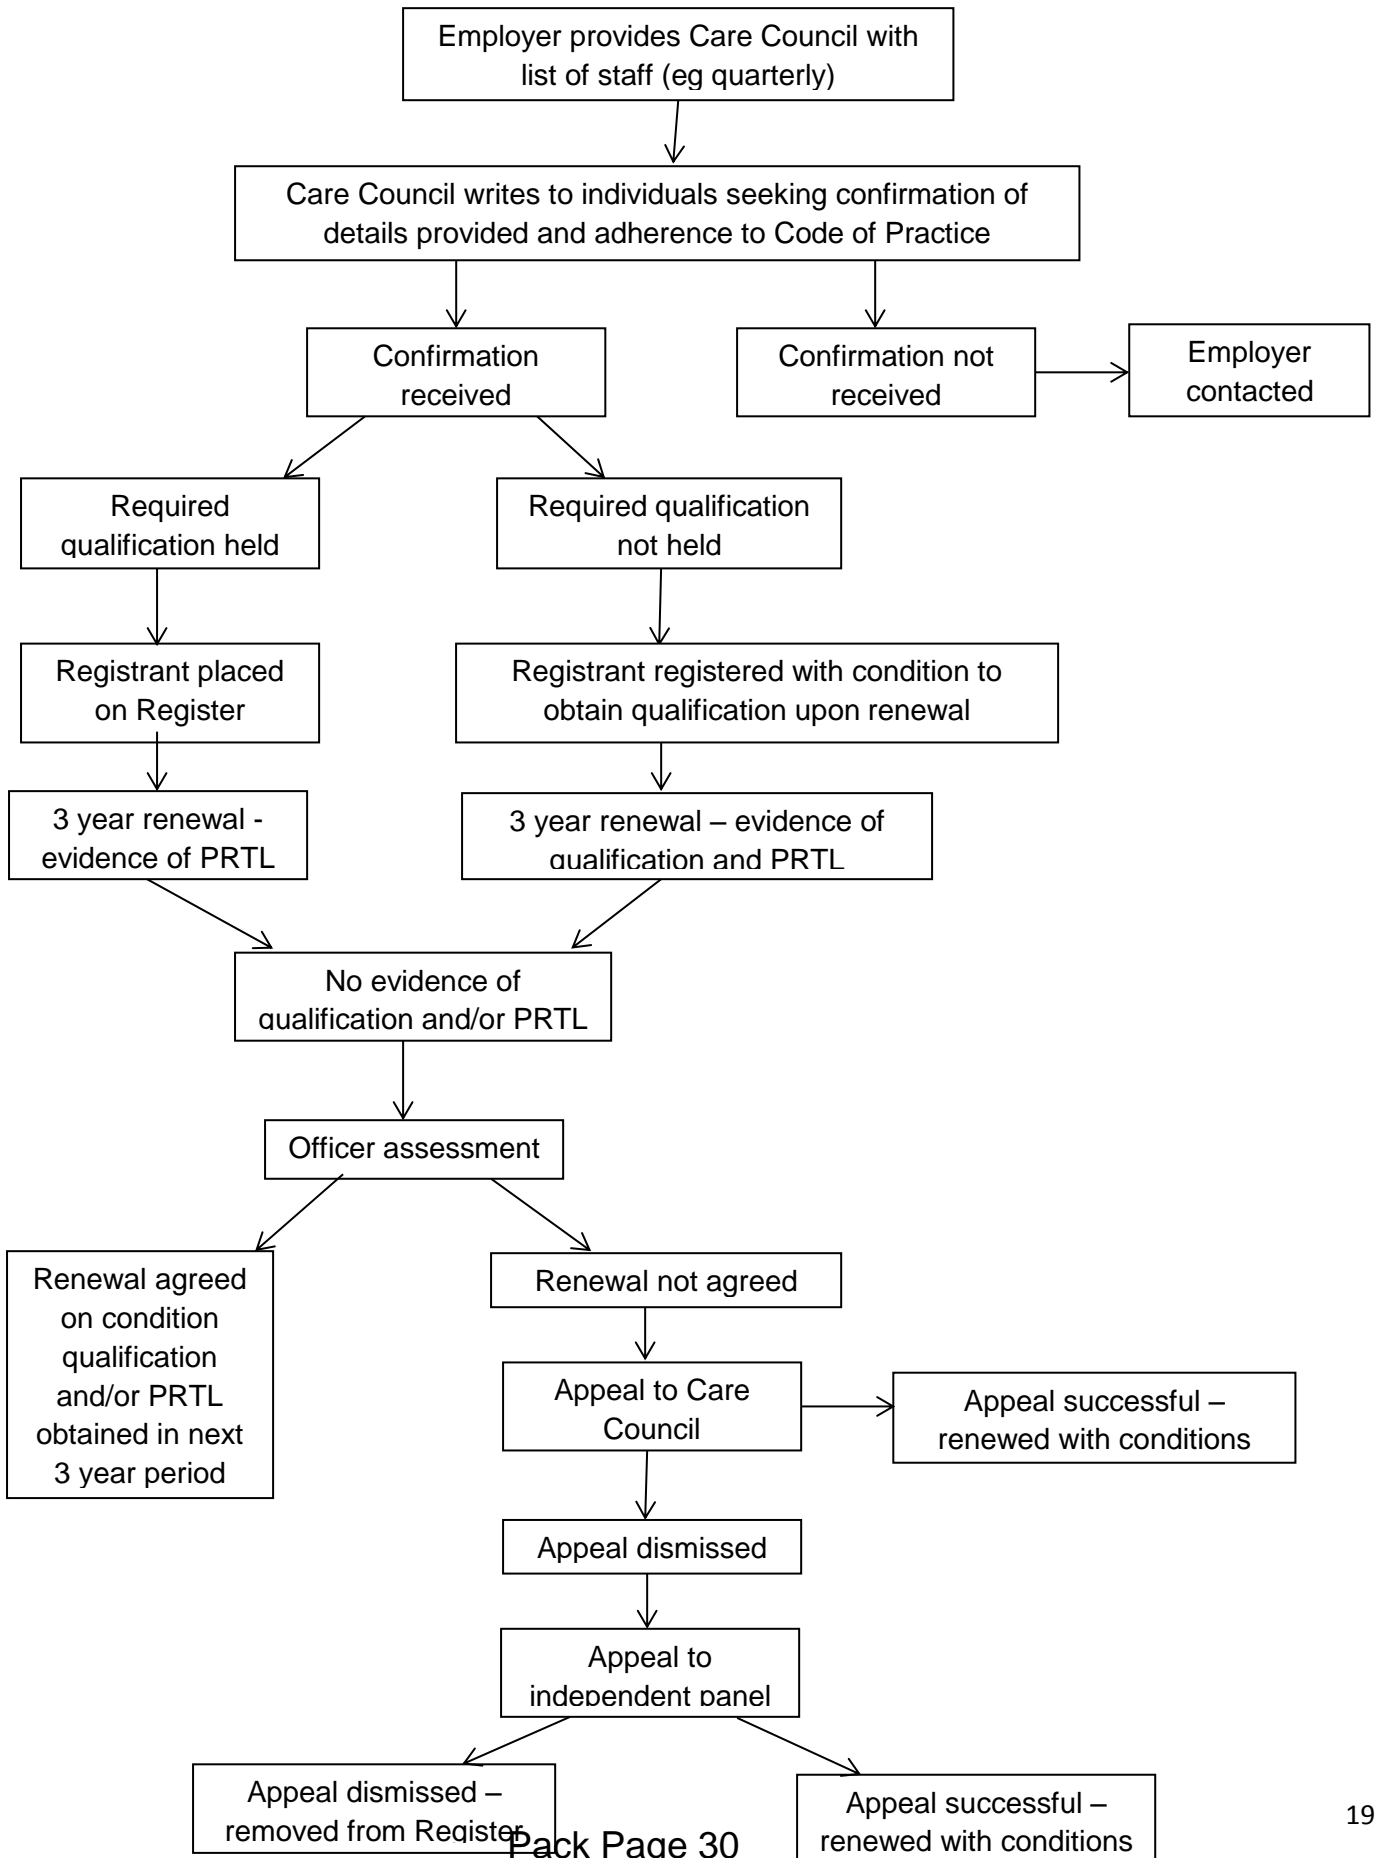 Employer provides Care Council with
list of staff (eg quarterly)
Care Council writes to individuals seeking confirmation of
details provided and adherence to Code of Practice
Confirmation
received
Confirmation not
received
Employer
contacted
Required
qualification held
Required qualification
not held
Registrant placed
on Register
Registrant registered with condition to
obtain qualification upon renewal
3 year renewal -
evidence of PRTL
3 year renewal – evidence of
qualification and PRTL
No evidence of
qualification and/or PRTL
Officer assessment
Renewal agreed
on condition
qualification
and/or PRTL
obtained in next
3 year period
Renewal not agreed
Appeal to Care
Council
Appeal successful –
renewed with conditions
Appeal dismissed
Appeal to
independent panel
Appeal dismissed –
removed from Register
Appeal successful –
renewed with conditions
19
Pack Page 30